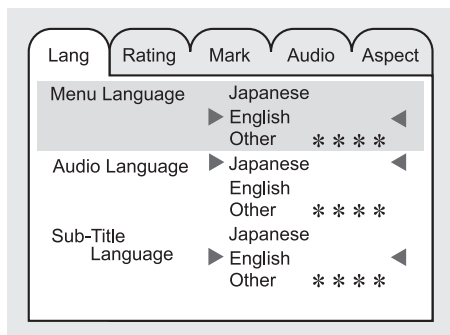 Lang Rating Mark Audio Aspect
Menu Language Japanese
English
Other ****
Audio Language Japanese
English
Other ****
Sub-Title Japanese
Language English
Other ****